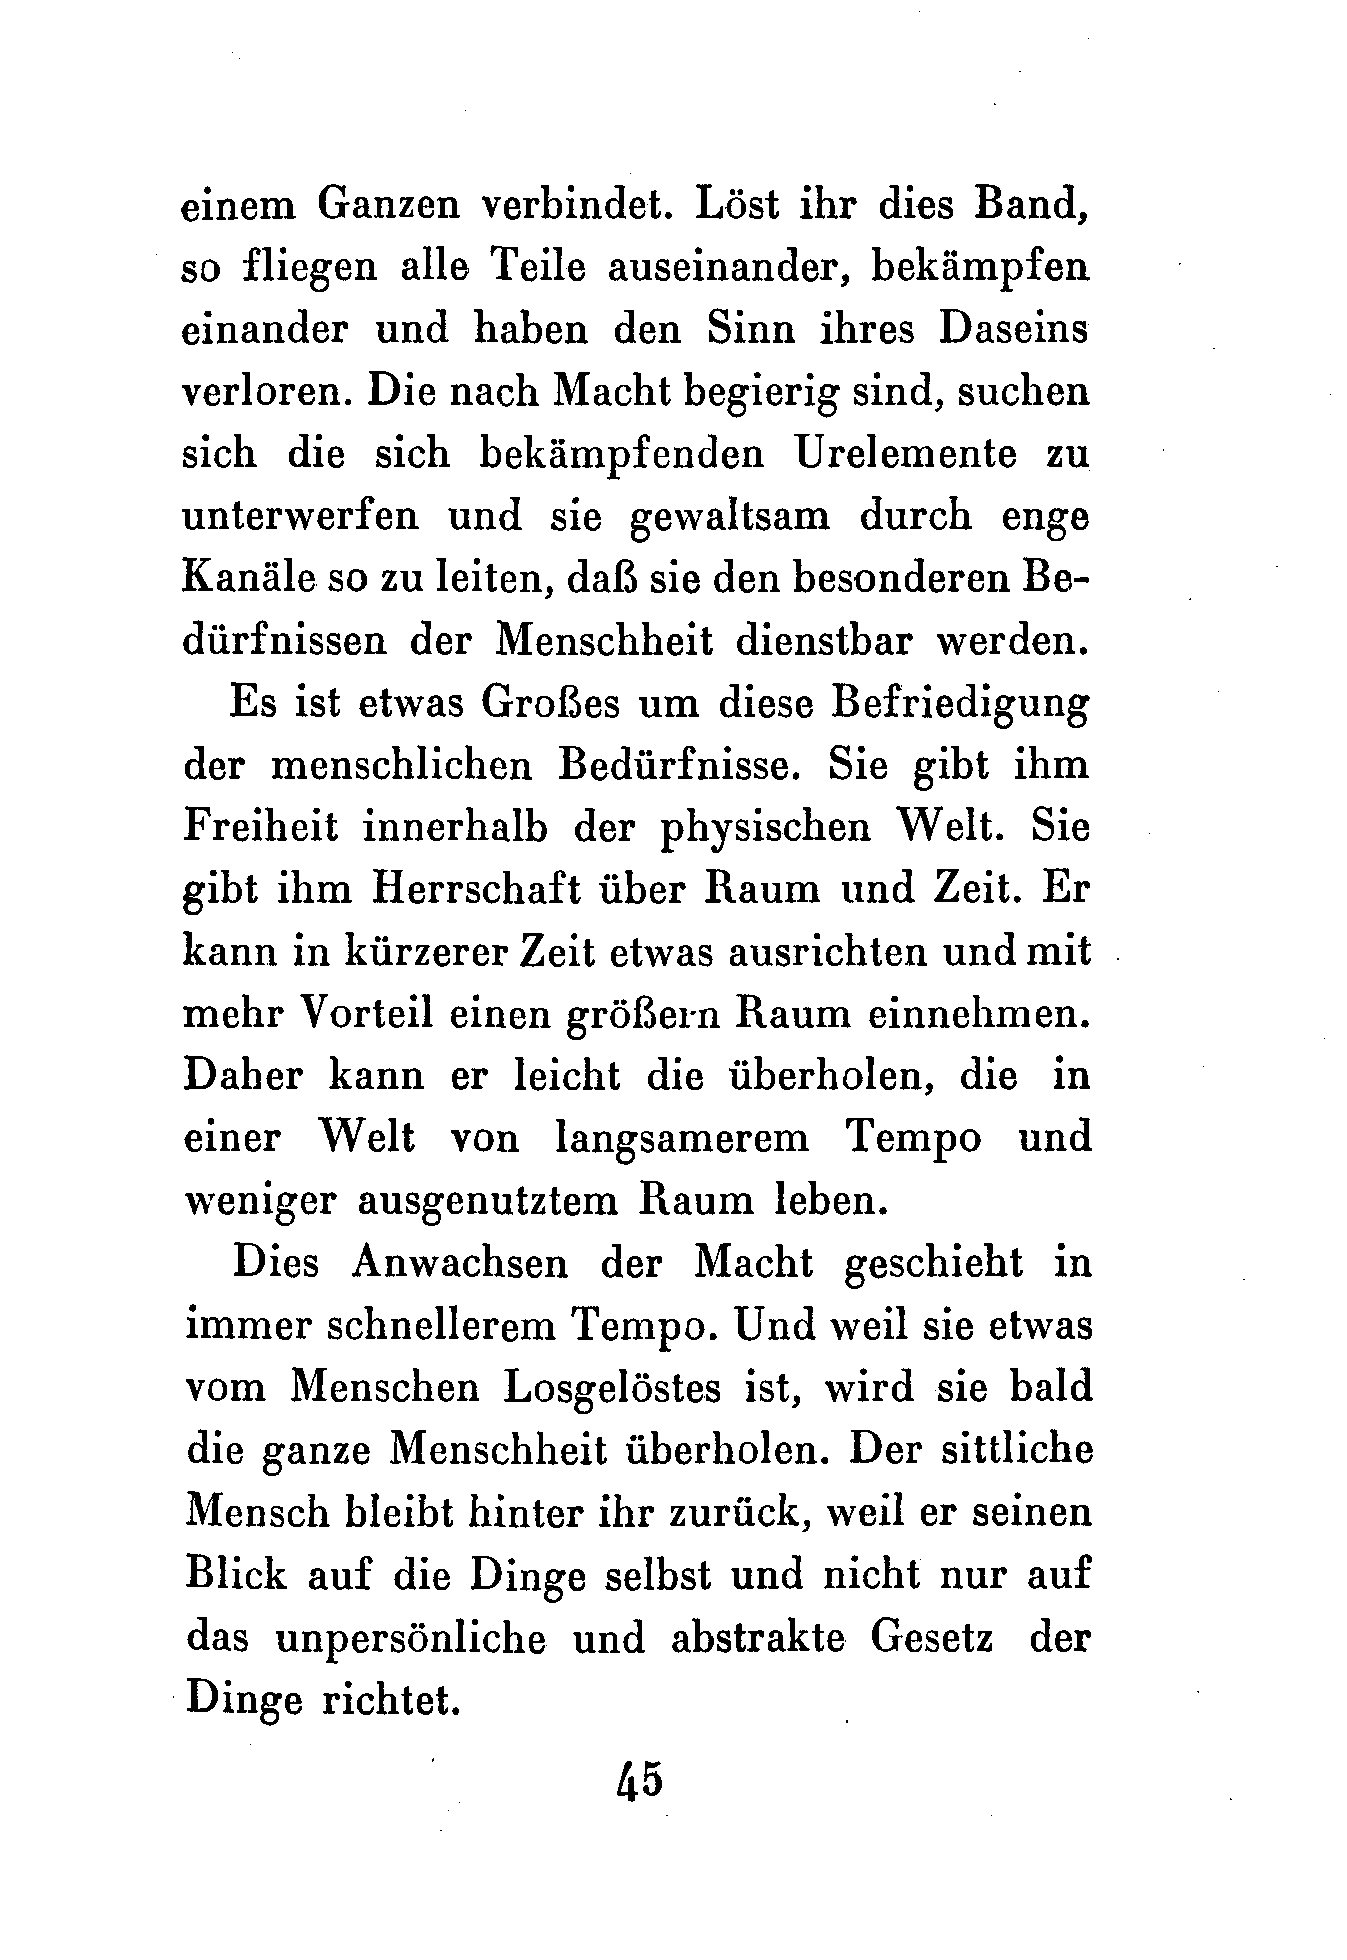 einem Ganzen verbindet. Löst ihr dies Band,
so fliegen alle Teile auseinander, bekämpfen
einander und haben den Sinn ihres Daseins
verloren. Die nach Macht begierig sind, suchen
sich die sich bekämpfenden Urelemente zu
unterwerfen und sie gewaltsam durch enge
Kanäle so zu leiten, daß sie den besonderen Be-
dürfnissen der Menschheit dienstbar werden.
Es ist etwas Großes um diese Befriedigung
der menschlichen Bedürfnisse. Sie gibt ihm
Freiheit innerhalb der physischen Welt. Sie
gibt ihm Herrschaft über Raum und Zeit. Er
kann in kürzerer Zeit etwas ausrichten und mit
mehr Vorteil einen größern Raum einnehmen.
Daher kann er leicht die überholen, die in
einer Welt von langsamerem Tempo und
weniger ausgenutztem Raum leben.
Dies Anwachsen der Macht geschieht in
immer schnellerem Tempo. Und weil sie etwas
vom Menschen Losgelöstes ist, wird sie bald
die ganze Menschheit überholen. Der sittliche
Mensch bleibt hinter ihr zurück, weil er seinen
Blick auf die Dinge selbst und nicht nur auf
das unpersönliche und abstrakte Gesetz der
Dinge richtet.
45